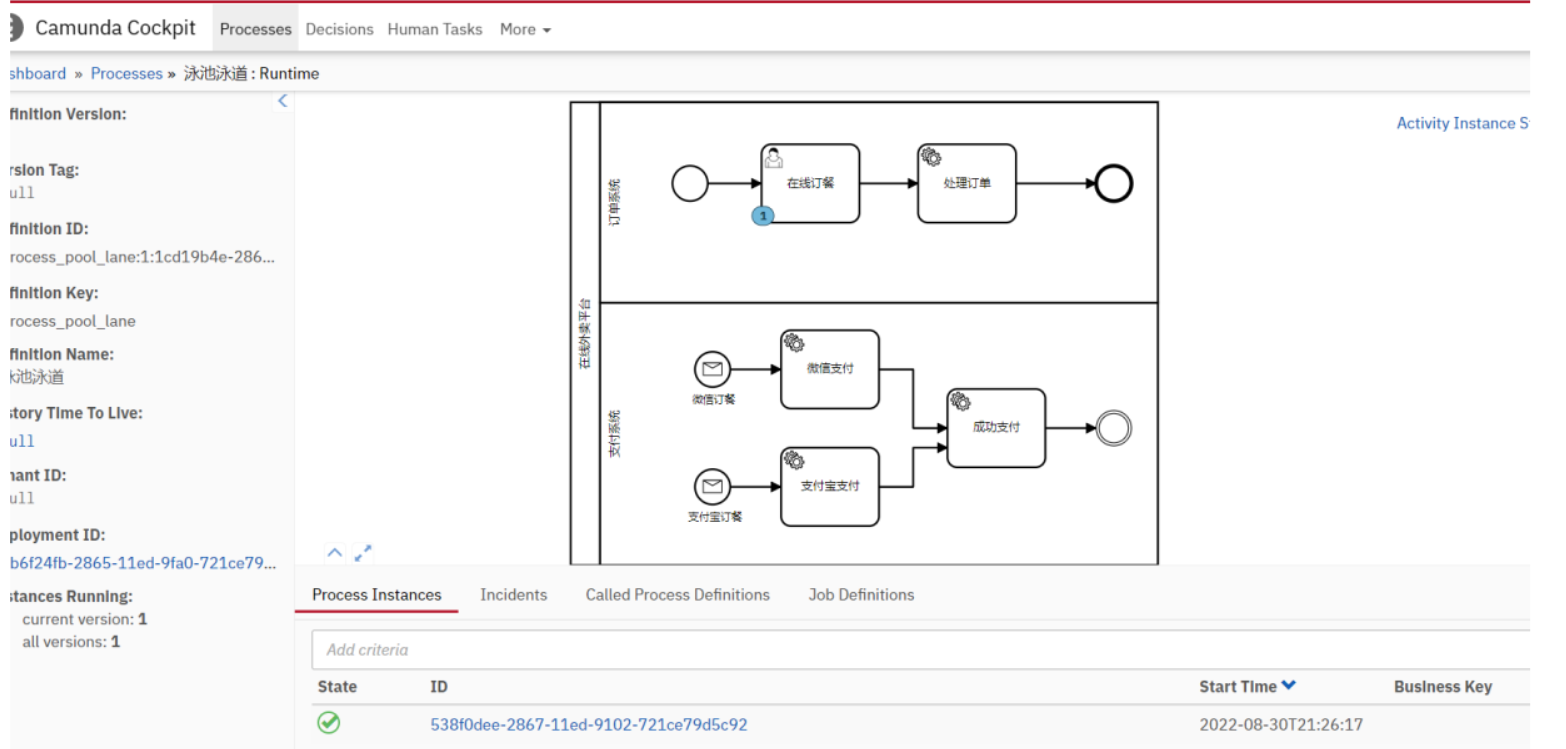 Camunda Cockpit Processes Decisions Human Tasks More
shboard » Processes » 泳池泳道 : Runtime
finition Version:
rsion Tag:
ull
finition ID:
rocess_pool_lane:1:1cd19b4e-286...
finition Key:
rocess_pool_lane
finition Name:
泳池泳道
story Time To Live:
ull
nant ID:
ull
ployment ID:
b6f24fb-2865-11ed-9fa0-721ce79...
stances Running:
current version: 1
all versions: 1
Activity Instance S
在线外卖平台
订单系统
在线订餐
1
处理订单
支付系统
微信订餐
微信支付
支付宝订餐
支付宝支付
成功支付
Process Instances Incidents Called Process Definitions Job Definitions
Add criteria
State ID Start Time Business Key
538f0dee-2867-11ed-9102-721ce79d5c92 2022-08-30T21:26:17